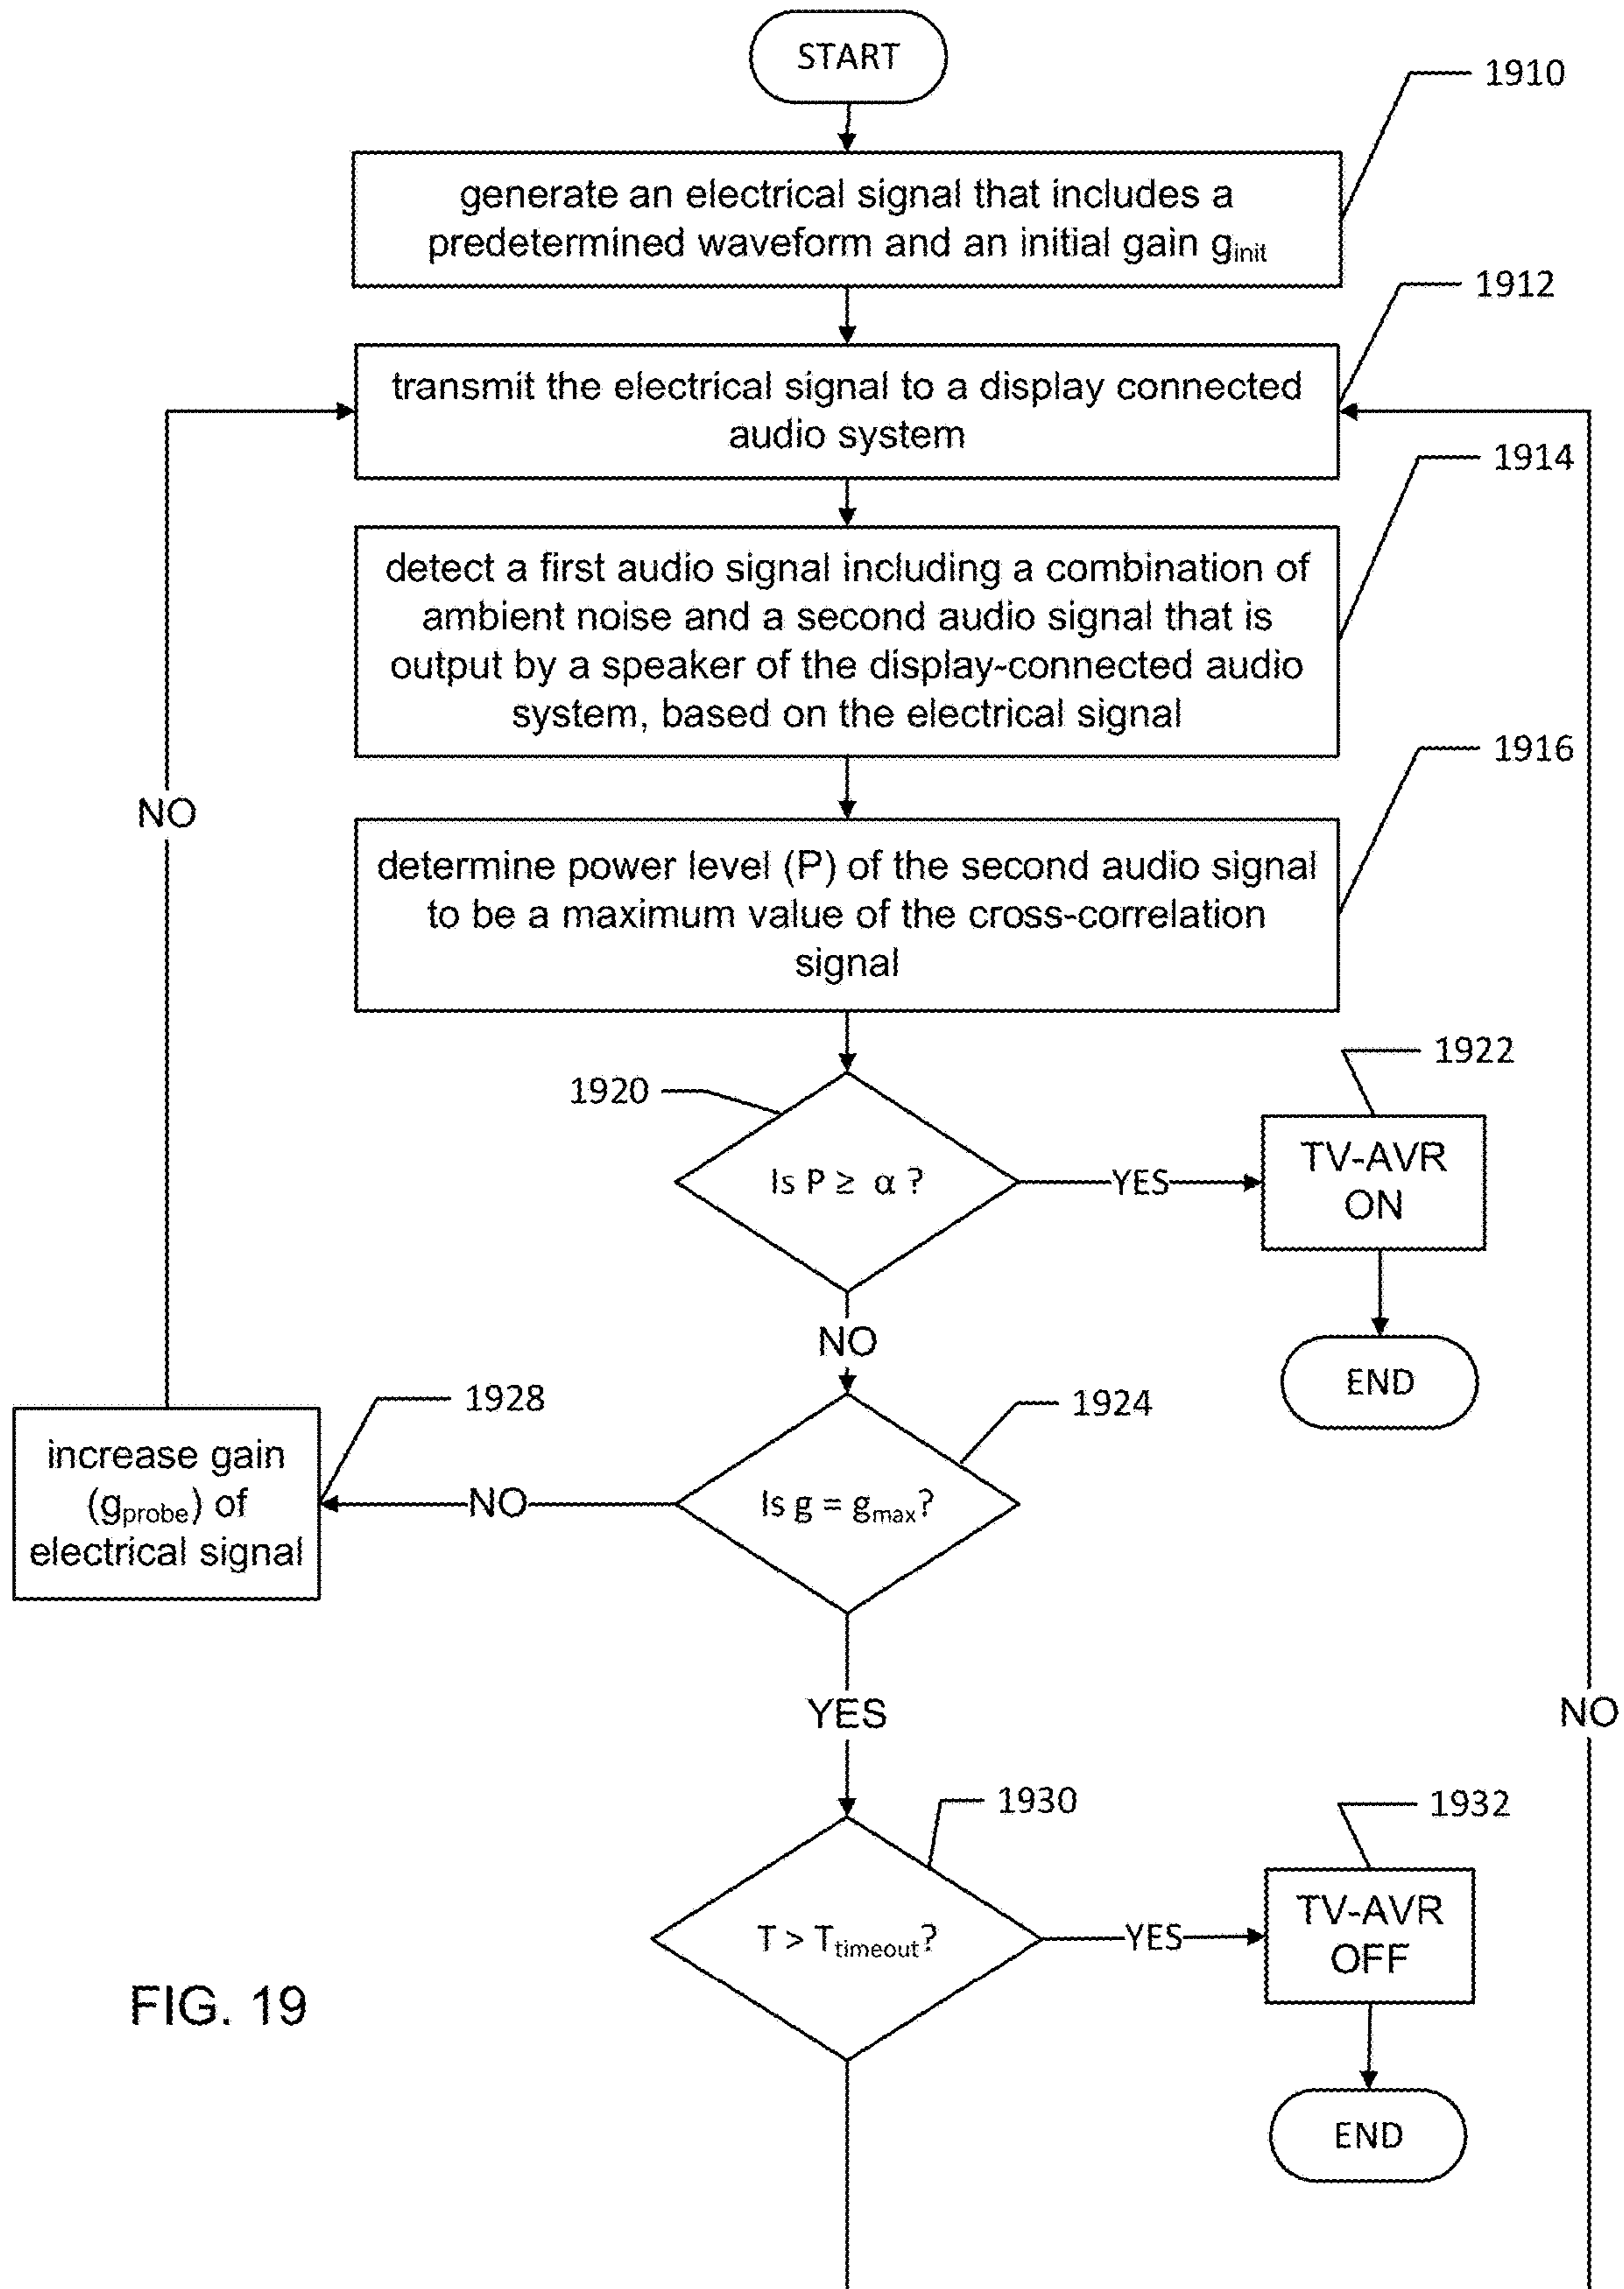 START
1910
generate an electrical signal that includes a
predetermined waveform and an initial gain ginit
1912
transmit the electrical signal to a display connected
audio system
1914
detect a first audio signal including a combination of
ambient noise and a second audio signal that is
output by a speaker of the display-connected audio
system, based on the electrical signal
1916
NO
determine power level (P) of the second audio signal
to be a maximum value of the cross-correlation
signal
1920
1922
Is P ≥ α ?
YES
TV-AVR
ON
NO
END
1928
1924
increase gain
(gprobe) of
electrical signal
NO
Is g = gmax?
YES
NO
1930
1932
T > Ttimeout?
YES
TV-AVR
OFF
FIG. 19
END